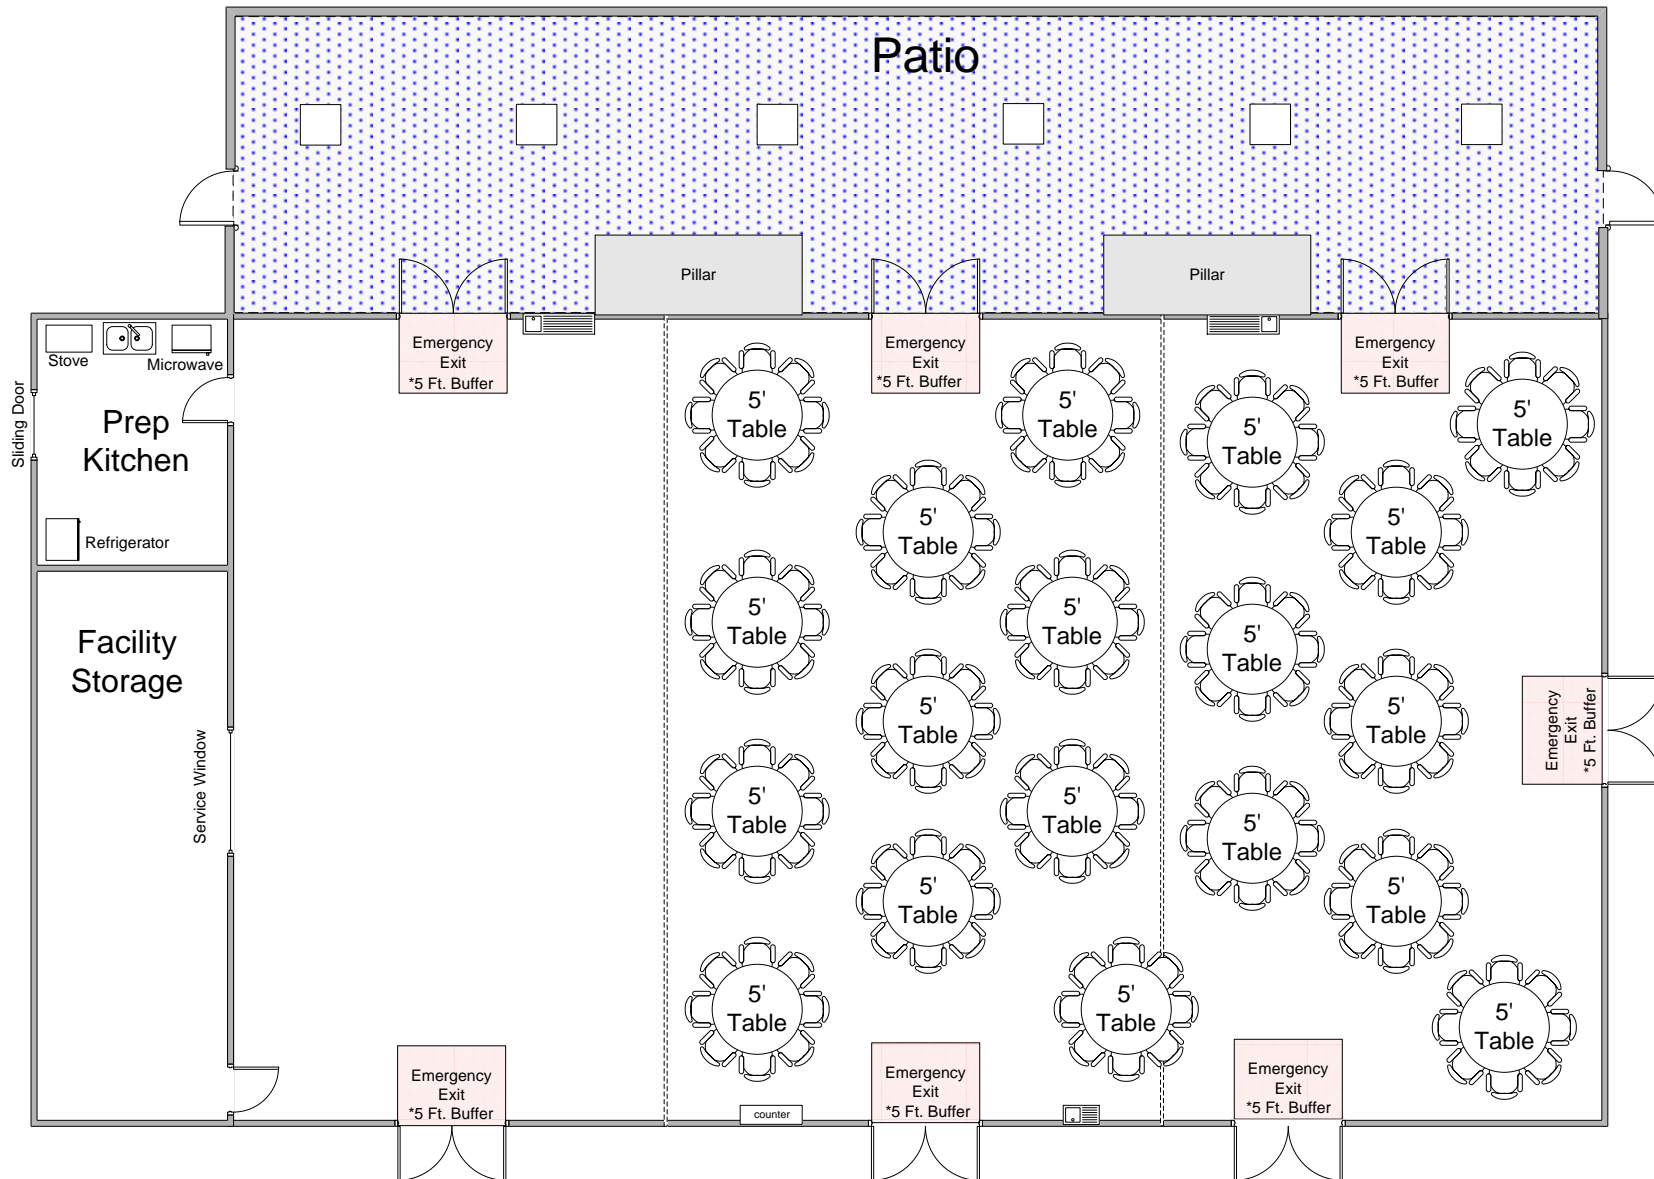 Patio
Pillar
Pillar
Emergency
Exit
*5 Ft. Buffer
Emergency
Exit
*5 Ft. Buffer
Emergency
Exit
*5 Ft. Buffer
Stove
Microwave
Sliding Door
Prep
Kitchen
Refrigerator
Facility
Storage
Service Window
5'
Table
5'
Table
5'
Table
5'
Table
5'
Table
5'
Table
5'
Table
5'
Table
5'
Table
5'
Table
5'
Table
5'
Table
5'
Table
5'
Table
5'
Table
5'
Table
5'
Table
5'
Table
5'
Table
Emergency
Exit
*5 Ft. Buffer
Emergency
Exit
*5 Ft. Buffer
counter
Emergency
Exit
*5 Ft. Buffer
Emergency
Exit
*5 Ft. Buffer